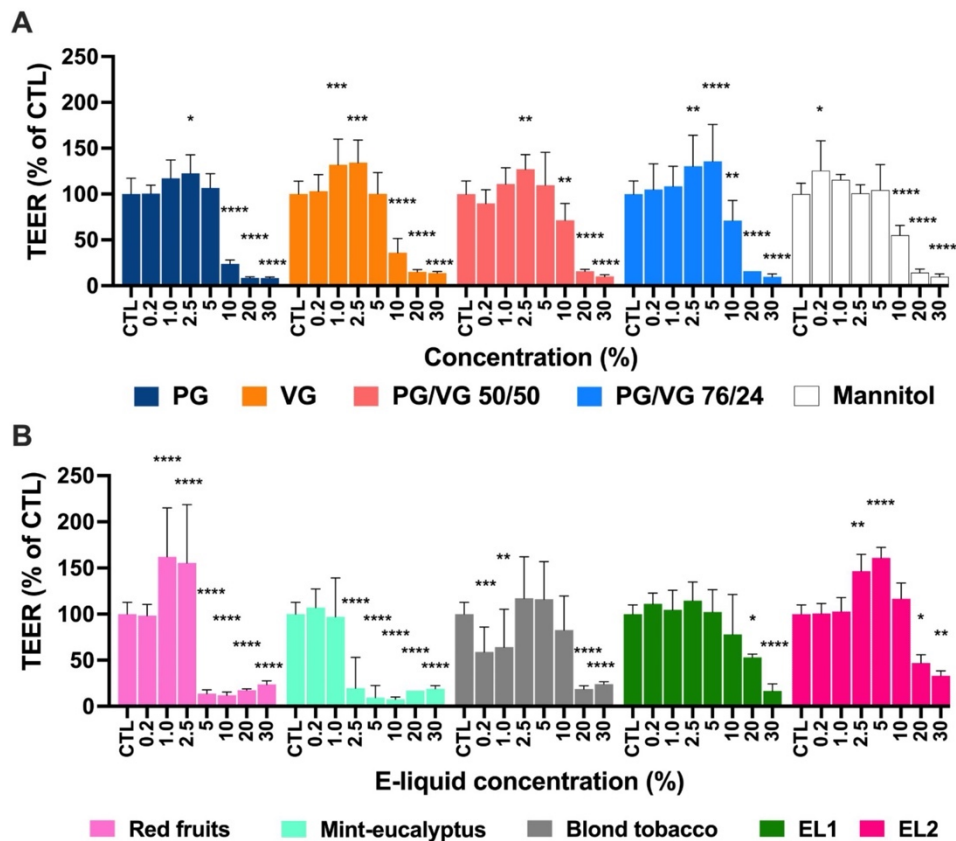 A
TEER (% of CTL)
250
200
150
100
50
0
* *** *** ** ** **** *
**** **** **** **** **** **** ** **** **** ** **** **** **** **** ****
CTL 0.2 1.0 2.5 5 10 20 30 CTL 0.2 1.0 2.5 5 10 20 30 CTL 0.2 1.0 2.5 5 10 20 30 CTL 0.2 1.0 2.5 5 10 20 30 CTL 0.2 1.0 2.5 5 10 20 30
Concentration (%)
PG VG PG/VG 50/50 PG/VG 76/24 Mannitol
B
TEER (% of CTL)
250
200
150
100
50
0
**** **** **** **** **** **** **** **** **** **** **** *** ** **** **** * **** ** **** * **
CTL 0.2 1.0 2.5 5 10 20 30 CTL 0.2 1.0 2.5 5 10 20 30 CTL 0.2 1.0 2.5 5 10 20 30 CTL 0.2 1.0 2.5 5 10 20 30 CTL 0.2 1.0 2.5 5 10 20 30
E-liquid concentration (%)
Red fruits Mint-eucalyptus Blond tobacco EL1 EL2